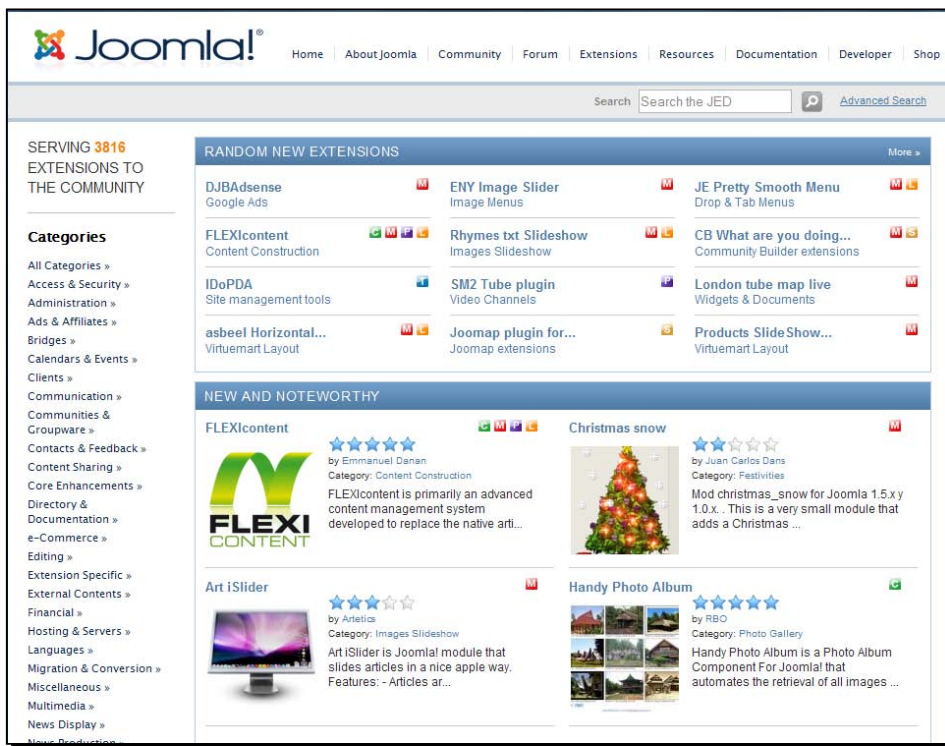 Joomla!®
Home About Joomla Community Forum Extensions Resources Documentation Developer Shop
Search Search the JED Advanced Search
SERVING 3816
EXTENSIONS TO
THE COMMUNITY
Categories
All Categories »
Access & Security »
Administration »
Ads & Affiliates »
Bridges »
Calendars & Events »
Clients »
Communication »
Communities &
Groupware »
Contacts & Feedback »
Content Sharing »
Core Enhancements »
Directory &
Documentation »
e-Commerce »
Editing »
Extension Specific »
External Contents »
Financial »
Hosting & Servers »
Languages »
Migration & Conversion »
Miscellaneous »
Multimedia »
News Display »
News Production »
RANDOM NEW EXTENSIONS More »
DJBAdsense M
Google Ads
ENY Image Slider M
Image Menus
JE Pretty Smooth Menu M L
Drop & Tab Menus
FLEXIcontent C M P L
Content Construction
Rhymes txt Slideshow M L
Images Slideshow
CB What are you doing... M S
Community Builder extensions
IDoPDA T
Site management tools
SM2 Tube plugin P
Video Channels
London tube map live M
Widgets & Documents
asbeel Horizontal... M L
Virtuemart Layout
Joomap plugin for... S
Joomap extensions
Products SlideShow... M
Virtuemart Layout
NEW AND NOTEWORTHY
FLEXIcontent C M P L
FLEXI
CONTENT
by Emmanuel Danan
Category: Content Construction
FLEXIcontent is primarily an advanced
content management system
developed to replace the native arti...
Christmas snow M
by Juan Carlos Dans
Category: Festivities
Mod christmas_snow for Joomla 1.5.x y
1.0.x. . This is a very small module that
adds a Christmas ...
Art iSlider M
by Artetics
Category: Images Slideshow
Art iSlider is Joomla! module that
slides articles in a nice apple way.
Features: - Articles ar...
Handy Photo Album C
by RBO
Category: Photo Gallery
Handy Photo Album is a Photo Album
Component For Joomla! that
automates the retrieval of all images ...